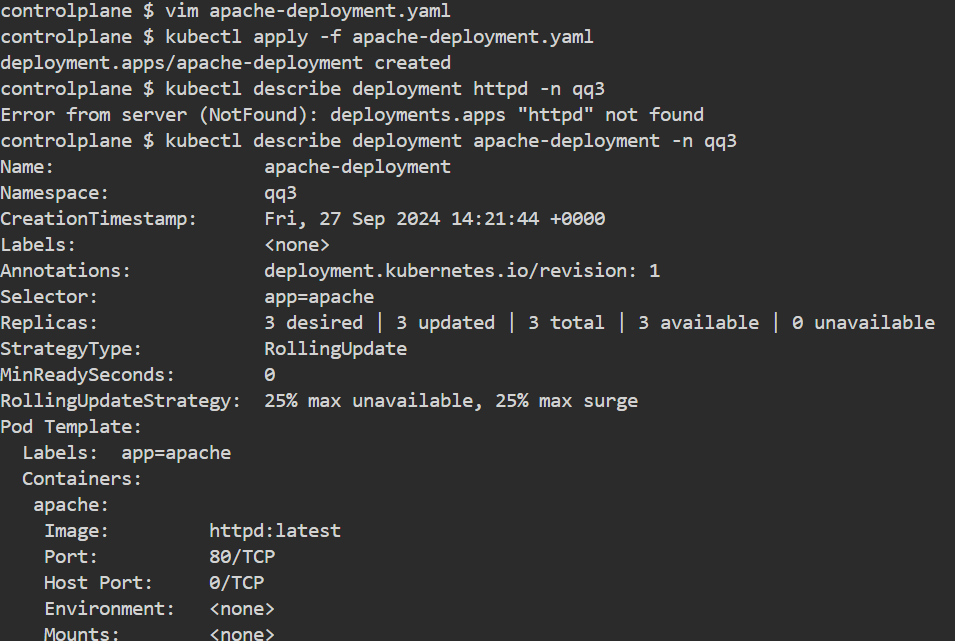 controlplane $ vim apache-deployment.yaml
controlplane $ kubectl apply -f apache-deployment.yaml
deployment.apps/apache-deployment created
controlplane $ kubectl describe deployment httpd -n qq3
Error from server (NotFound): deployments.apps "httpd" not found
controlplane $ kubectl describe deployment apache-deployment -n qq3
Name:                   apache-deployment
Namespace:              qq3
CreationTimestamp:      Fri, 27 Sep 2024 14:21:44 +0000
Labels:                 <none>
Annotations:            deployment.kubernetes.io/revision: 1
Selector:               app=apache
Replicas:               3 desired | 3 updated | 3 total | 3 available | 0 unavailable
StrategyType:           RollingUpdate
MinReadySeconds:        0
RollingUpdateStrategy:  25% max unavailable, 25% max surge
Pod Template:
  Labels:  app=apache
  Containers:
   apache:
    Image:         httpd:latest
    Port:          80/TCP
    Host Port:     0/TCP
    Environment:   <none>
    Mounts:        <none>